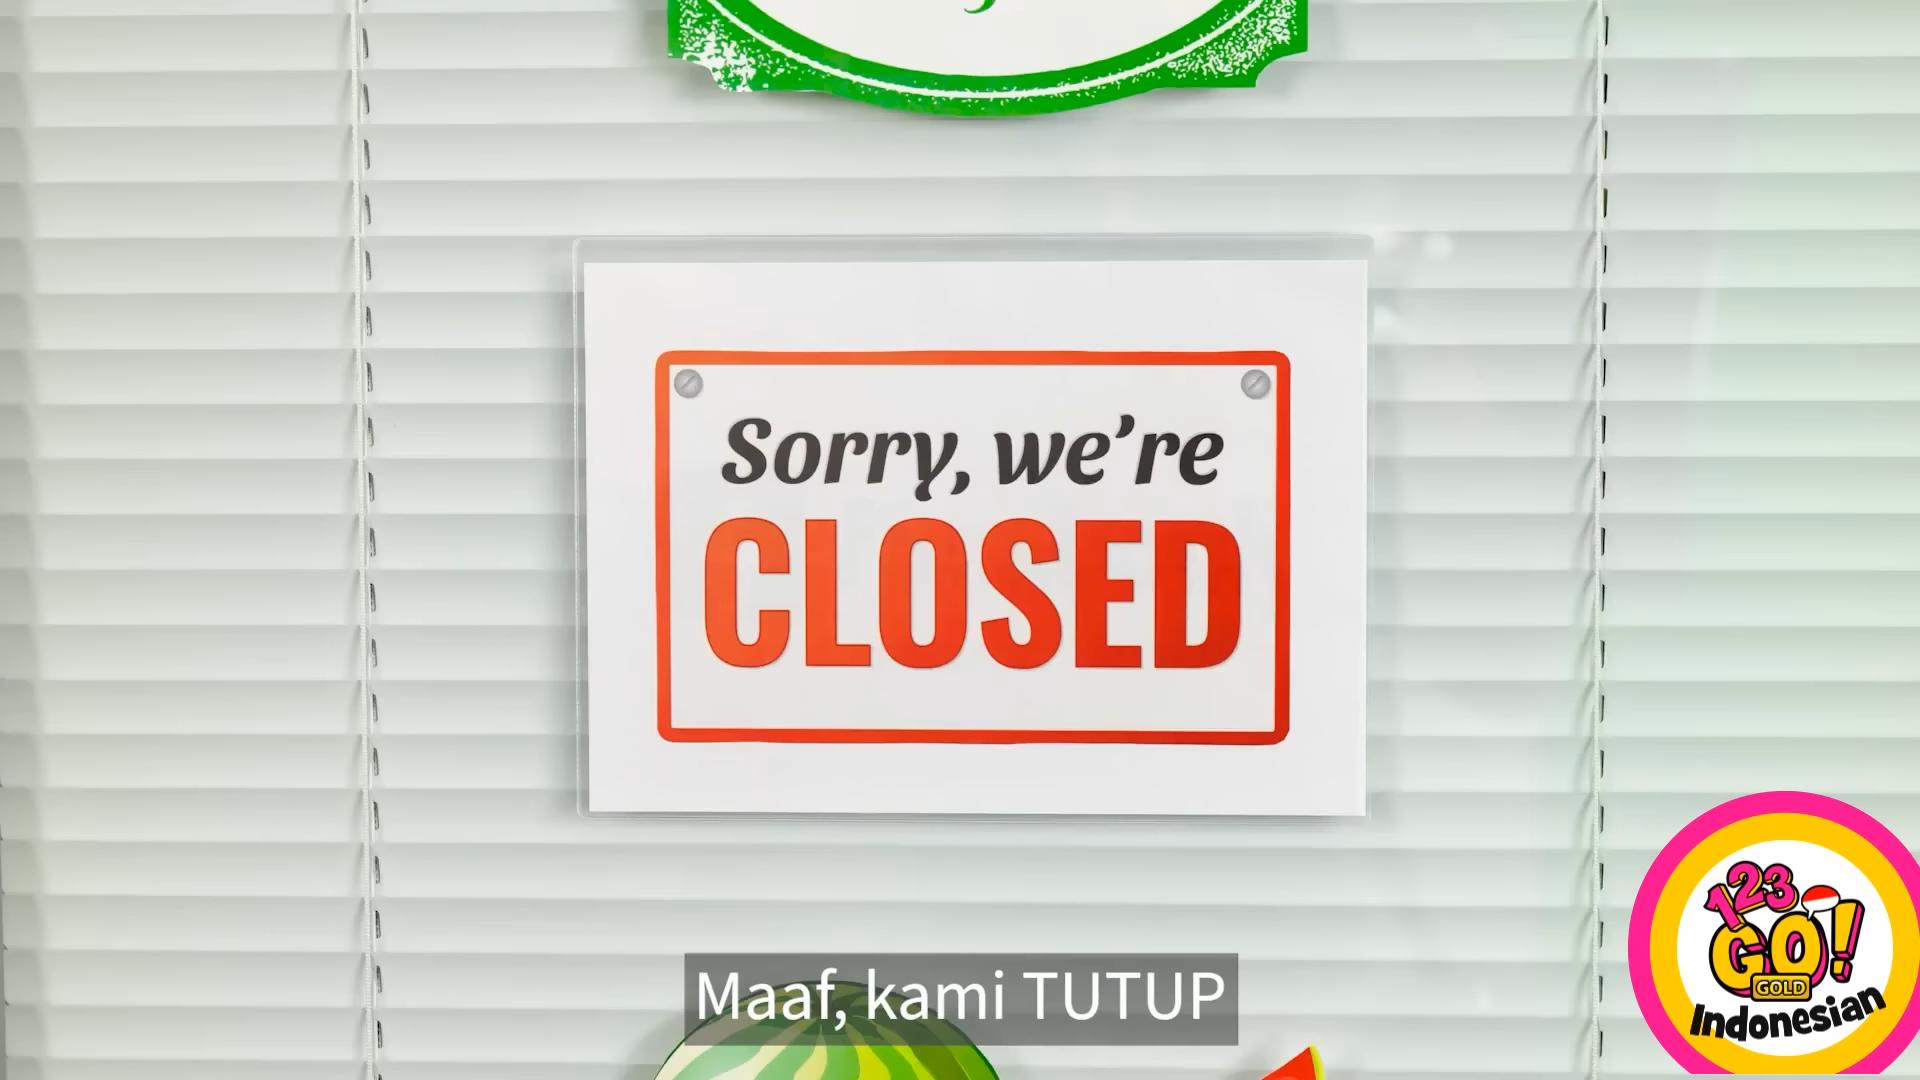 Sorry, we're
CLOSED
Maaf, kami TUTUP
123
GO!
GOLD
Indonesian